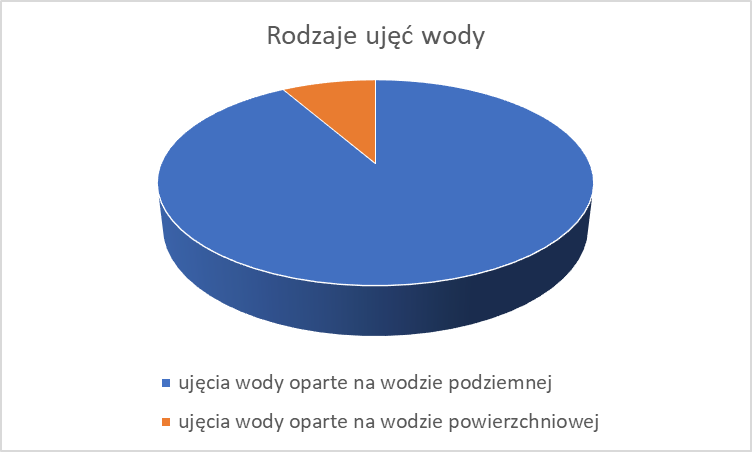 Rodzaje ujęć wody
ujęcia wody oparte na wodzie podziemnej
ujęcia wody oparte na wodzie powierzchniowej